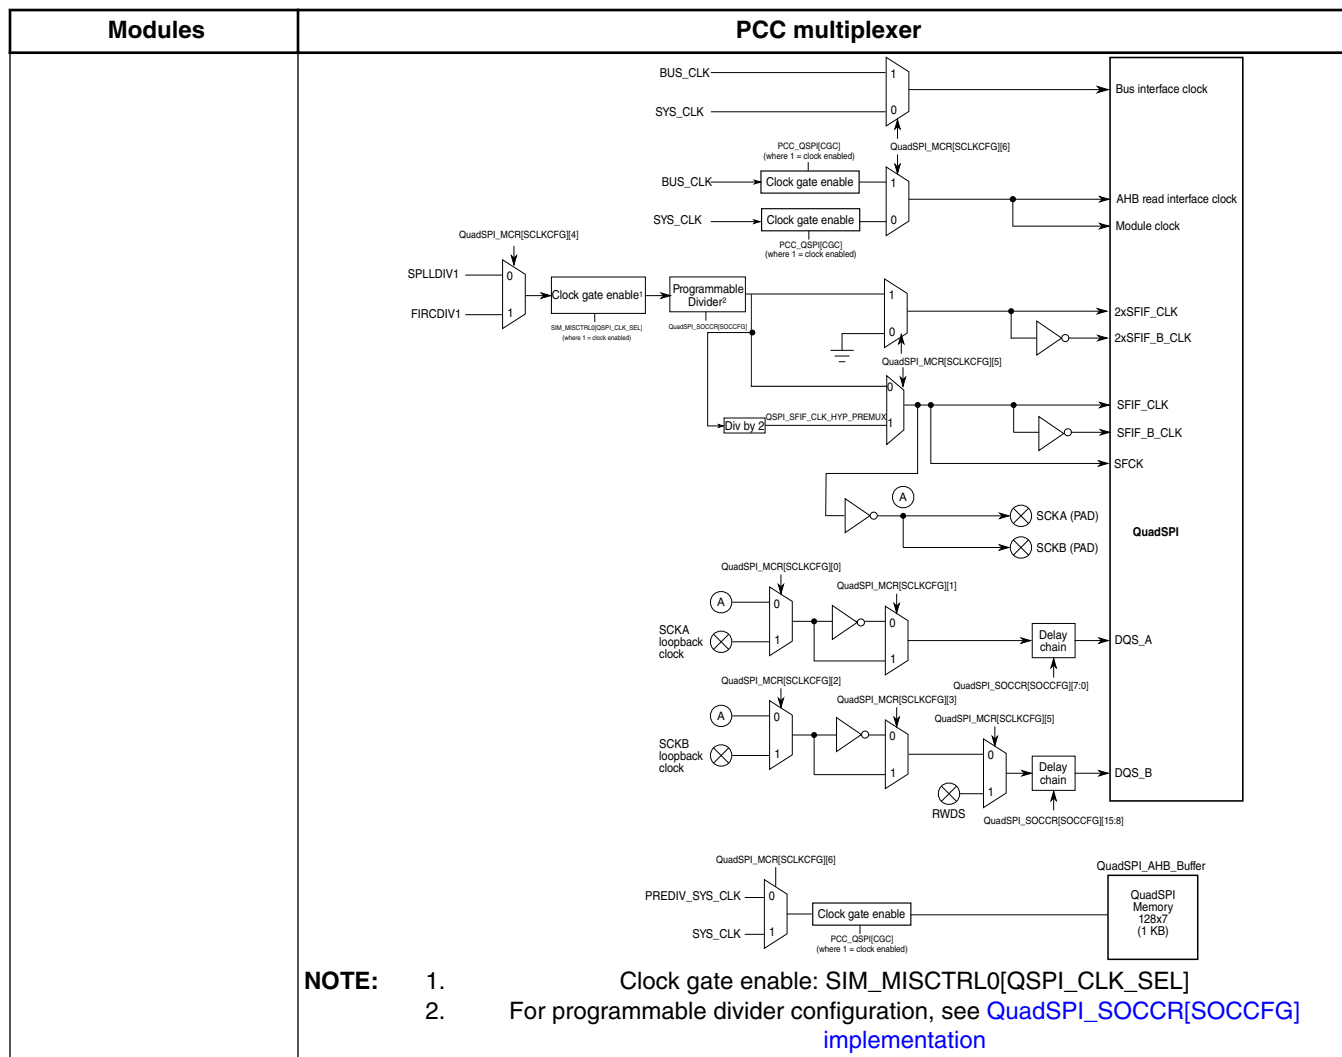 Modules
PCC multiplexer
BUS_CLK
1
Bus interface clock
SYS_CLK
0
QuadSPI_MCR[SCLKCFG][6]
PCC_QSPI[CGC]
(where 1 = clock enabled)
BUS_CLK
Clock gate enable
1
AHB read interface clock
SYS_CLK
Clock gate enable
0
Module clock
PCC_QSPI[CGC]
(where 1 = clock enabled)
QuadSPI_MCR[SCLKCFG][4]
SPLLDIV1
0
FIRCDIV1
1
Clock gate enable1
SIM_MISCTRL0[QSPI_CLK_SEL]
(where 1 = clock enabled)
Programmable
Divider2
QuadSPI_SOCCR[SOCCFG]
1
0
2xSFIF_CLK
2xSFIF_B_CLK
QuadSPI_MCR[SCLKCFG][5]
0
Div by 2
QSPI_SFIF_CLK_HYP_PREMUX
1
SFIF_CLK
SFIF_B_CLK
SFCK
A
SCKA (PAD)
SCKB (PAD)
QuadSPI
QuadSPI_MCR[SCLKCFG][0]
QuadSPI_MCR[SCLKCFG][1]
A
0
0
SCKA
loopback
clock
1
1
Delay
chain
DQS_A
QuadSPI_SOCCR[SOCCFG][7:0]
QuadSPI_MCR[SCLKCFG][2]
QuadSPI_MCR[SCLKCFG][3]
QuadSPI_MCR[SCLKCFG][5]
A
0
0
0
SCKB
loopback
clock
1
1
1
RWDS
Delay
chain
DQS_B
QuadSPI_SOCCR[SOCCFG][15:8]
QuadSPI_MCR[SCLKCFG][6]
PREDIV_SYS_CLK
0
SYS_CLK
1
Clock gate enable
PCC_QSPI[CGC]
(where 1 = clock enabled)
QuadSPI_AHB_Buffer
QuadSPI
Memory
128x7
(1 KB)
NOTE: 1. Clock gate enable: SIM_MISCTRL0[QSPI_CLK_SEL]
2. For programmable divider configuration, see QuadSPI_SOCCR[SOCCFG]
implementation